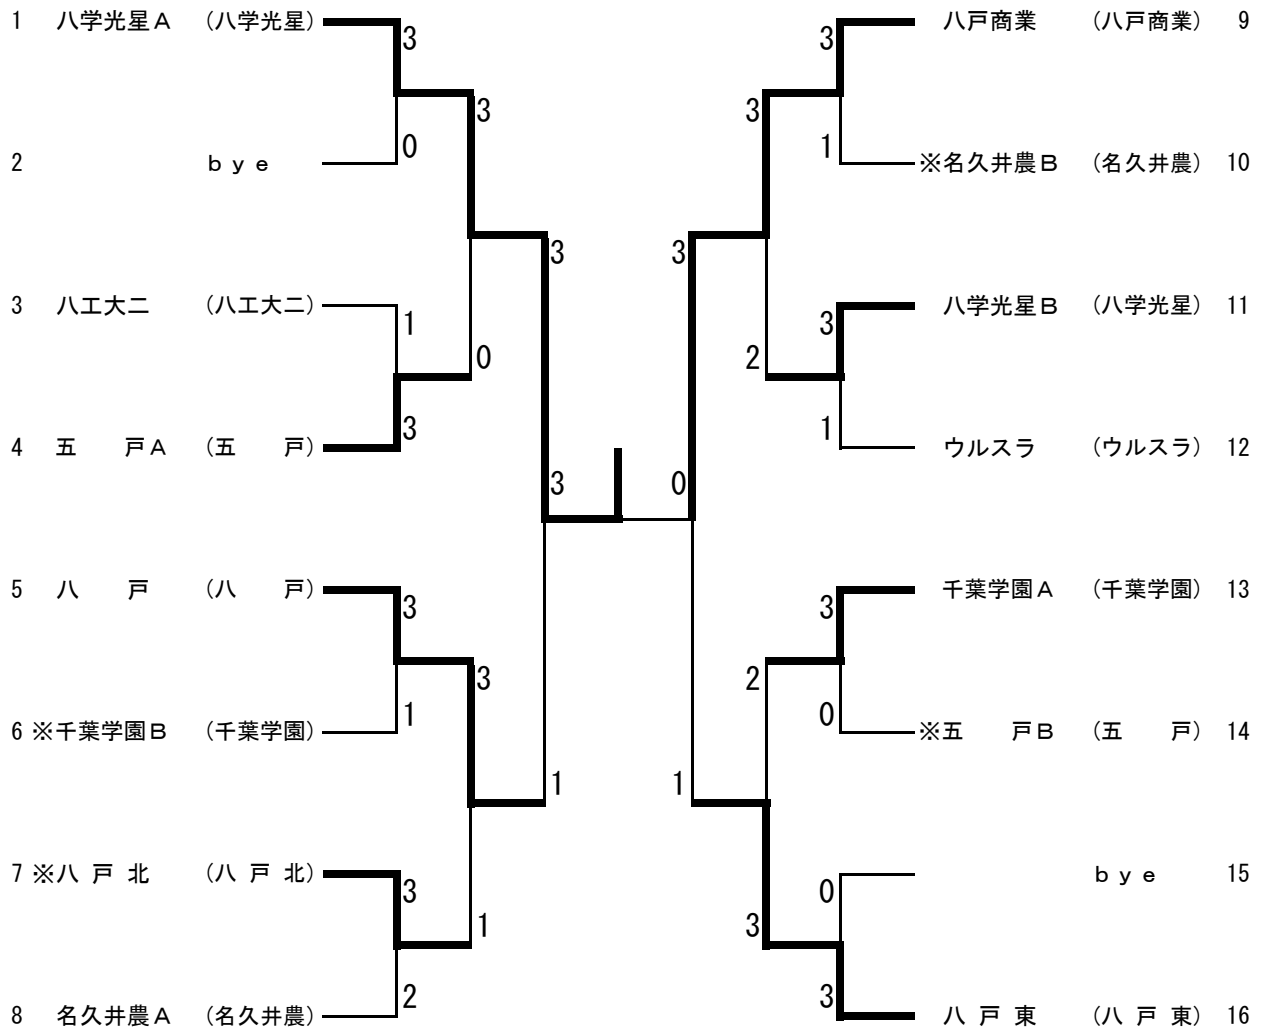 1 八学光星Ａ (八学光星)
3
3
0
2 ｂｙｅ
3
3 八工大二 (八工大二)
1
0
3
4 五　戸Ａ (五　戸)
3
5 八　戸 (八　戸)
3
3
1
6 ※千葉学園Ｂ (千葉学園)
1
7 ※八 戸 北 (八 戸 北)
3
1
2
8 名久井農Ａ (名久井農)
八戸商業 (八戸商業) 9
3
3
1
※名久井農Ｂ (名久井農) 10
3
八学光星Ｂ (八学光星) 11
3
2
1
ウルスラ (ウルスラ) 12
0
千葉学園Ａ (千葉学園) 13
3
2
0
※五　戸Ｂ (五　戸) 14
1
ｂｙｅ 15
0
3
3
八 戸 東 (八 戸 東) 16